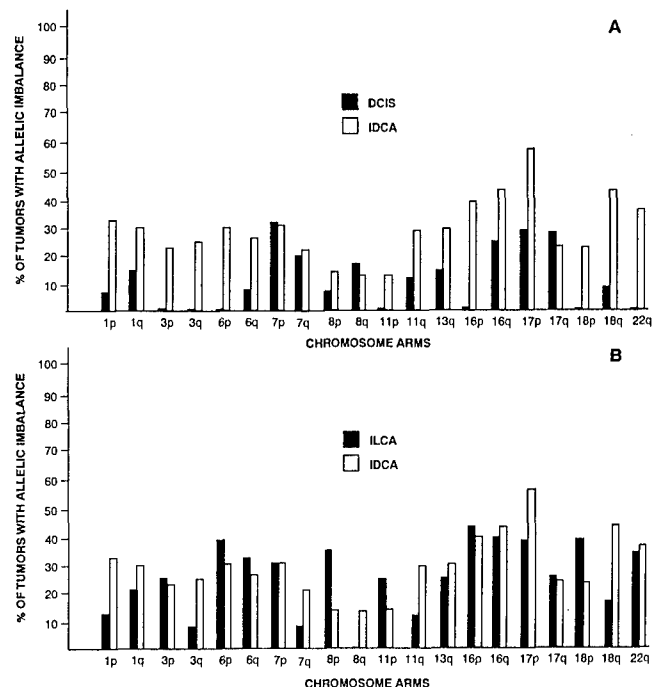 A
% OF TUMORS WITH ALLELIC IMBALANCE
100
90
80
70
60
50
40
30
20
10
DCIS
IDCA
1p 1q 3p 3q 6p 6q 7p 7q 8p 8q 11p 11q 13q 16p 16q 17p 17q 18p 18q 22q
CHROMOSOME ARMS
B
% OF TUMORS WITH ALLELIC IMBALANCE
100
90
80
70
60
50
40
30
20
10
ILCA
IDCA
1p 1q 3p 3q 6p 6q 7p 7q 8p 8q 11p 11q 13q 16p 16q 17p 17q 18p 18q 22q
CHROMOSOME ARMS